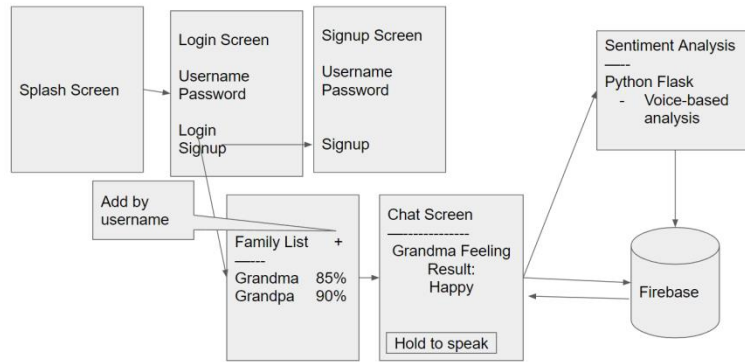 Splash Screen
Login Screen
Username
Password
Login
Signup
Signup Screen
Username
Password
Signup
Sentiment Analysis
—--
Python Flask
- Voice-based
analysis
Add by
username
Family List +
—---
Grandma 85%
Grandpa 90%
Chat Screen
—-------------
Grandma Feeling
Result:
Happy
Hold to speak
Firebase